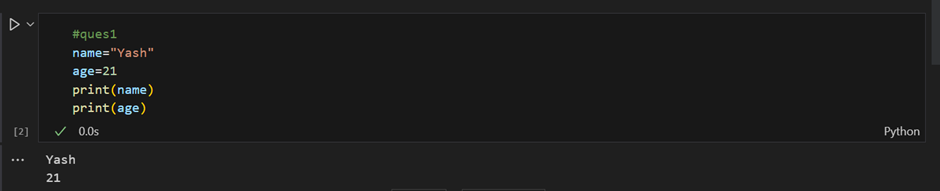 #ques1
name="Yash"
age=21
print(name)
print(age)
[2] 0.0s Python
Yash
21